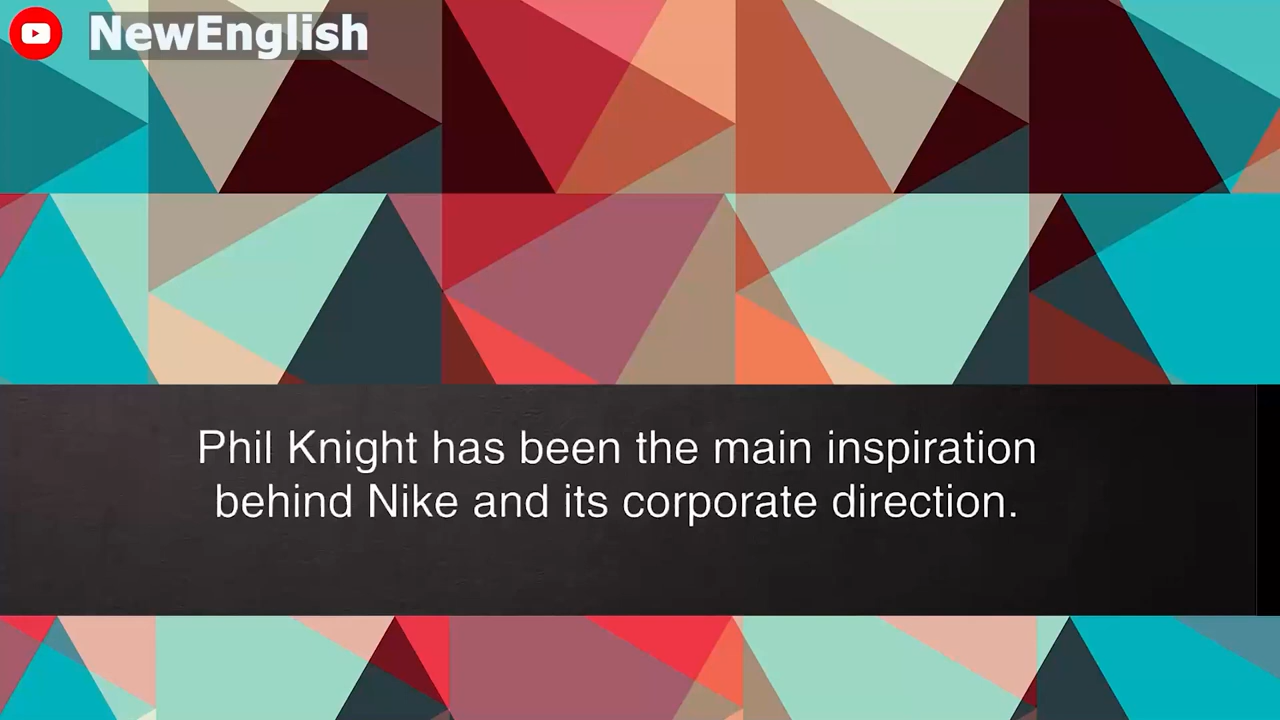 NewEnglish
Phil Knight has been the main inspiration
behind Nike and its corporate direction.